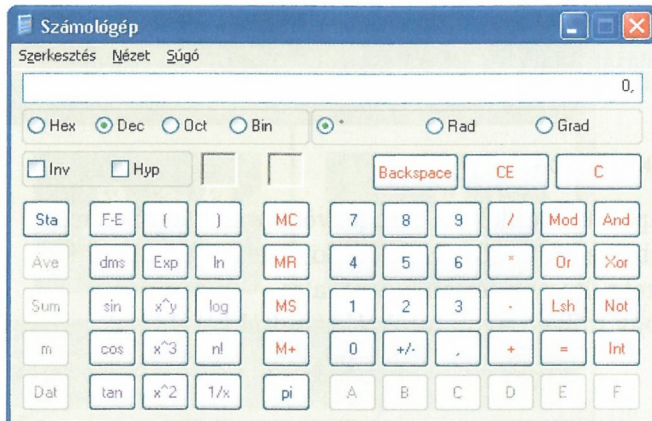 Számológép
Szerkesztés Nézet Súgó
0,
Hex Dec Oct Bin ° Rad Grad
Inv Hyp Backspace CE C
Sta F-E ( ) MC 7 8 9 / Mod And
Ave dms Exp ln MR 4 5 6 * Or Xor
Sum sin x^y log MS 1 2 3 - Lsh Not
m cos x^3 n! M+ 0 +/- , + = Int
Dat tan x^2 1/x pi A B C D E F